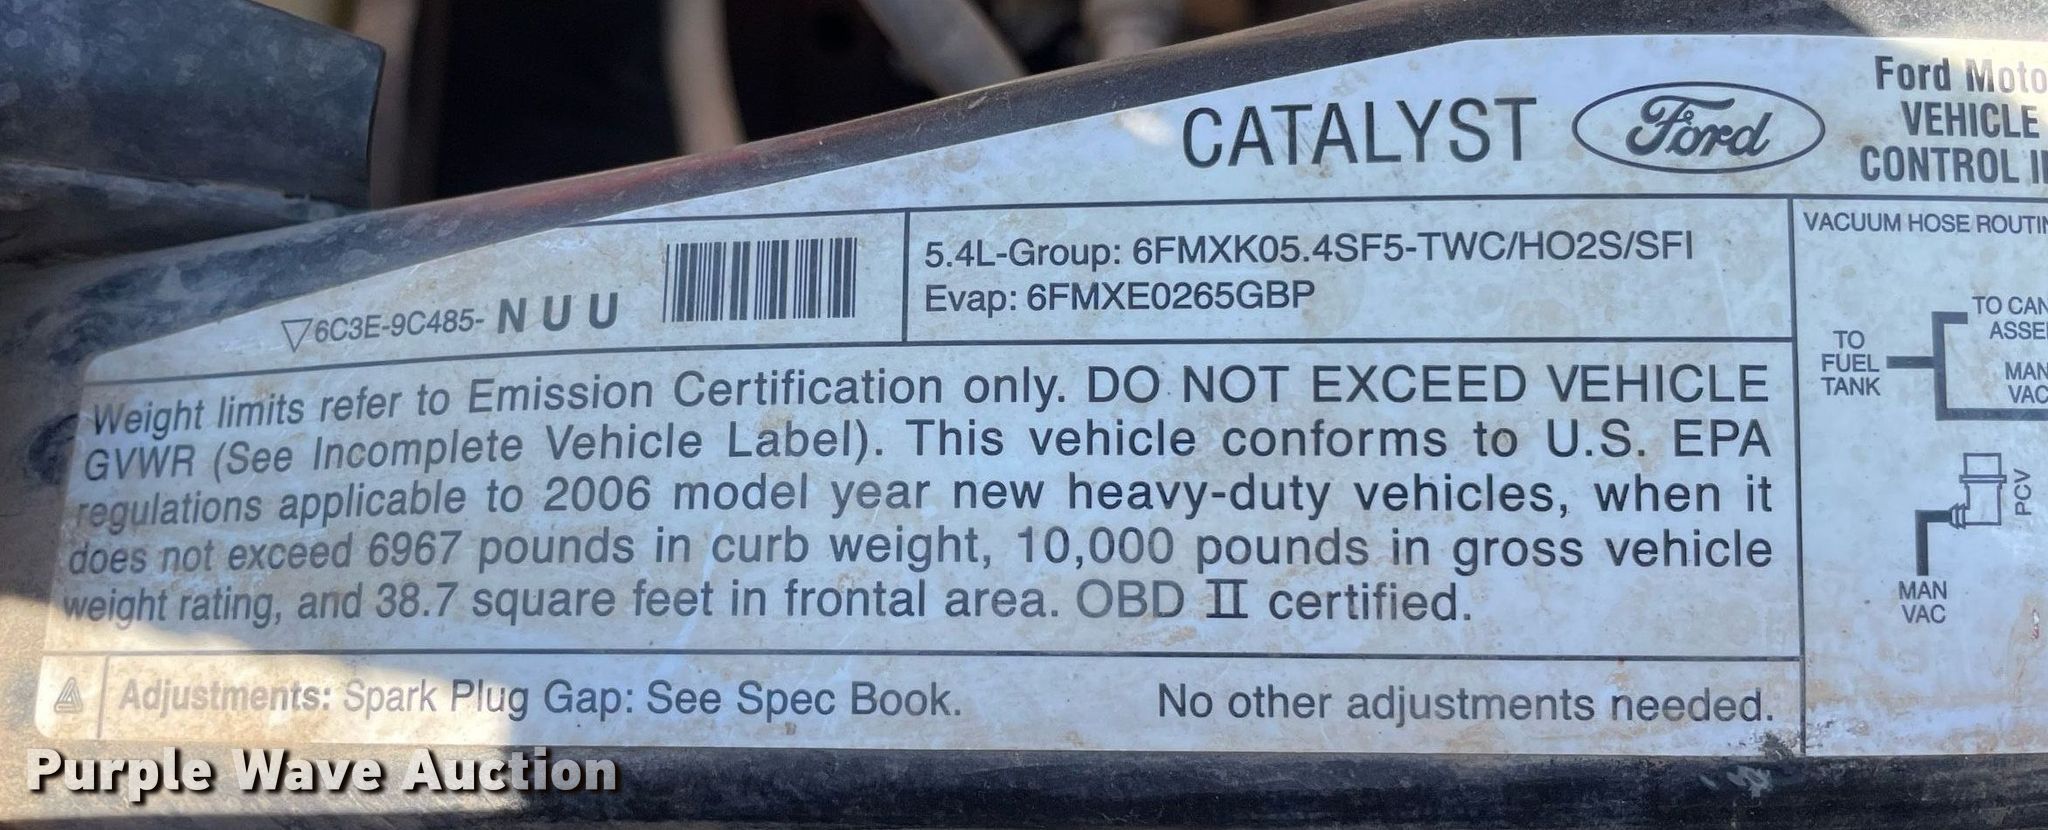 CATALYST Ford
Ford Moto
VEHICLE
CONTROL
6C3E-9C485-NUU
5.4L-Group: 6FMXK05.4SF5-TWC/HO2S/SFI
Evap: 6FMXE0265GBP
Weight limits refer to Emission Certification only. DO NOT EXCEED VEHICLE
GVWR (See Incomplete Vehicle Label). This vehicle conforms to U.S. EPA
regulations applicable to 2006 model year new heavy-duty vehicles, when it
does not exceed 6967 pounds in curb weight, 10,000 pounds in gross vehicle
weight rating, and 38.7 square feet in frontal area. OBD II certified.
Adjustments: Spark Plug Gap: See Spec Book. No other adjustments needed.
VACUUM HOSE ROUTIN
TO CAN
ASSE
TO
FUEL
TANK
MAN
VAC
PCV
MAN
VAC
Purple Wave Auction